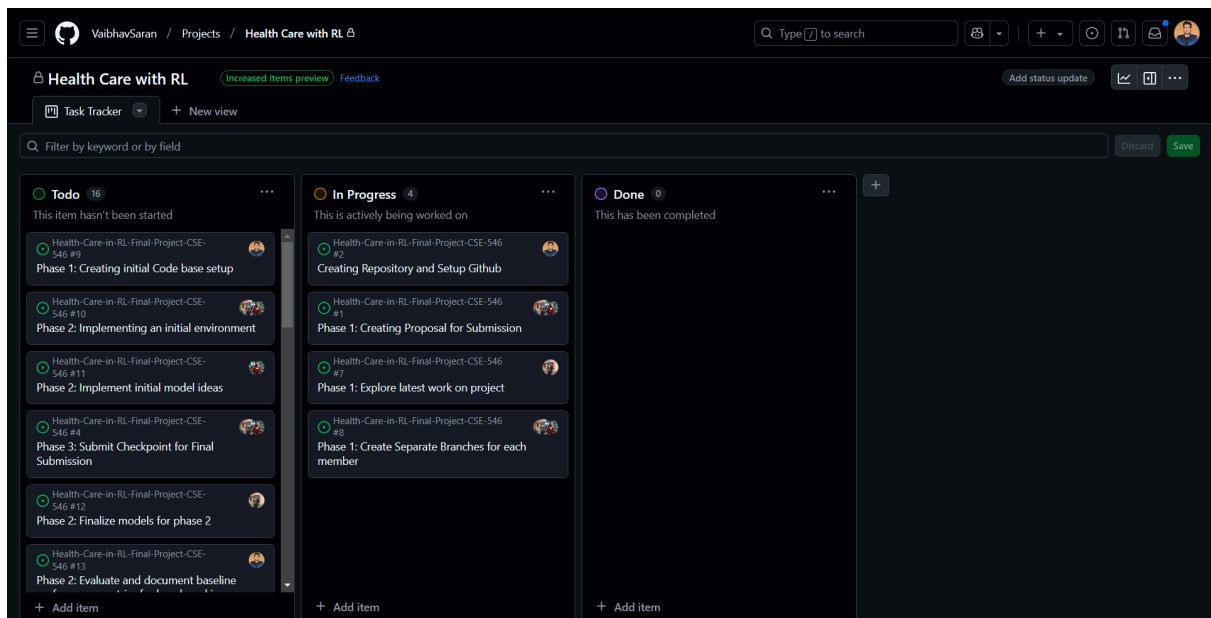 VaibhavSaran / Projects / Health Care with RL
Type / to search
Health Care with RL
Increased items preview
Feedback
Add status update
Task Tracker
New view
Filter by keyword or by field
Discard
Save
Todo 16
This item hasn't been started
Health-Care-in-RL-Final-Project-CSE-
546 #9
Phase 1: Creating initial Code base setup
Health-Care-in-RL-Final-Project-CSE-
546 #10
Phase 2: Implementing an initial environment
Health-Care-in-RL-Final-Project-CSE-
546 #11
Phase 2: Implement initial model ideas
Health-Care-in-RL-Final-Project-CSE-
546 #4
Phase 3: Submit Checkpoint for Final
Submission
Health-Care-in-RL-Final-Project-CSE-
546 #12
Phase 2: Finalize models for phase 2
Health-Care-in-RL-Final-Project-CSE-
546 #13
Phase 2: Evaluate and document baseline
+ Add item
In Progress 4
This is actively being worked on
Health-Care-in-RL-Final-Project-CSE-546
#2
Creating Repository and Setup Github
Health-Care-in-RL-Final-Project-CSE-546
#1
Phase 1: Creating Proposal for Submission
Health-Care-in-RL-Final-Project-CSE-546
#7
Phase 1: Explore latest work on project
Health-Care-in-RL-Final-Project-CSE-546
#8
Phase 1: Create Separate Branches for each
member
+ Add item
Done 0
This has been completed
+ Add item